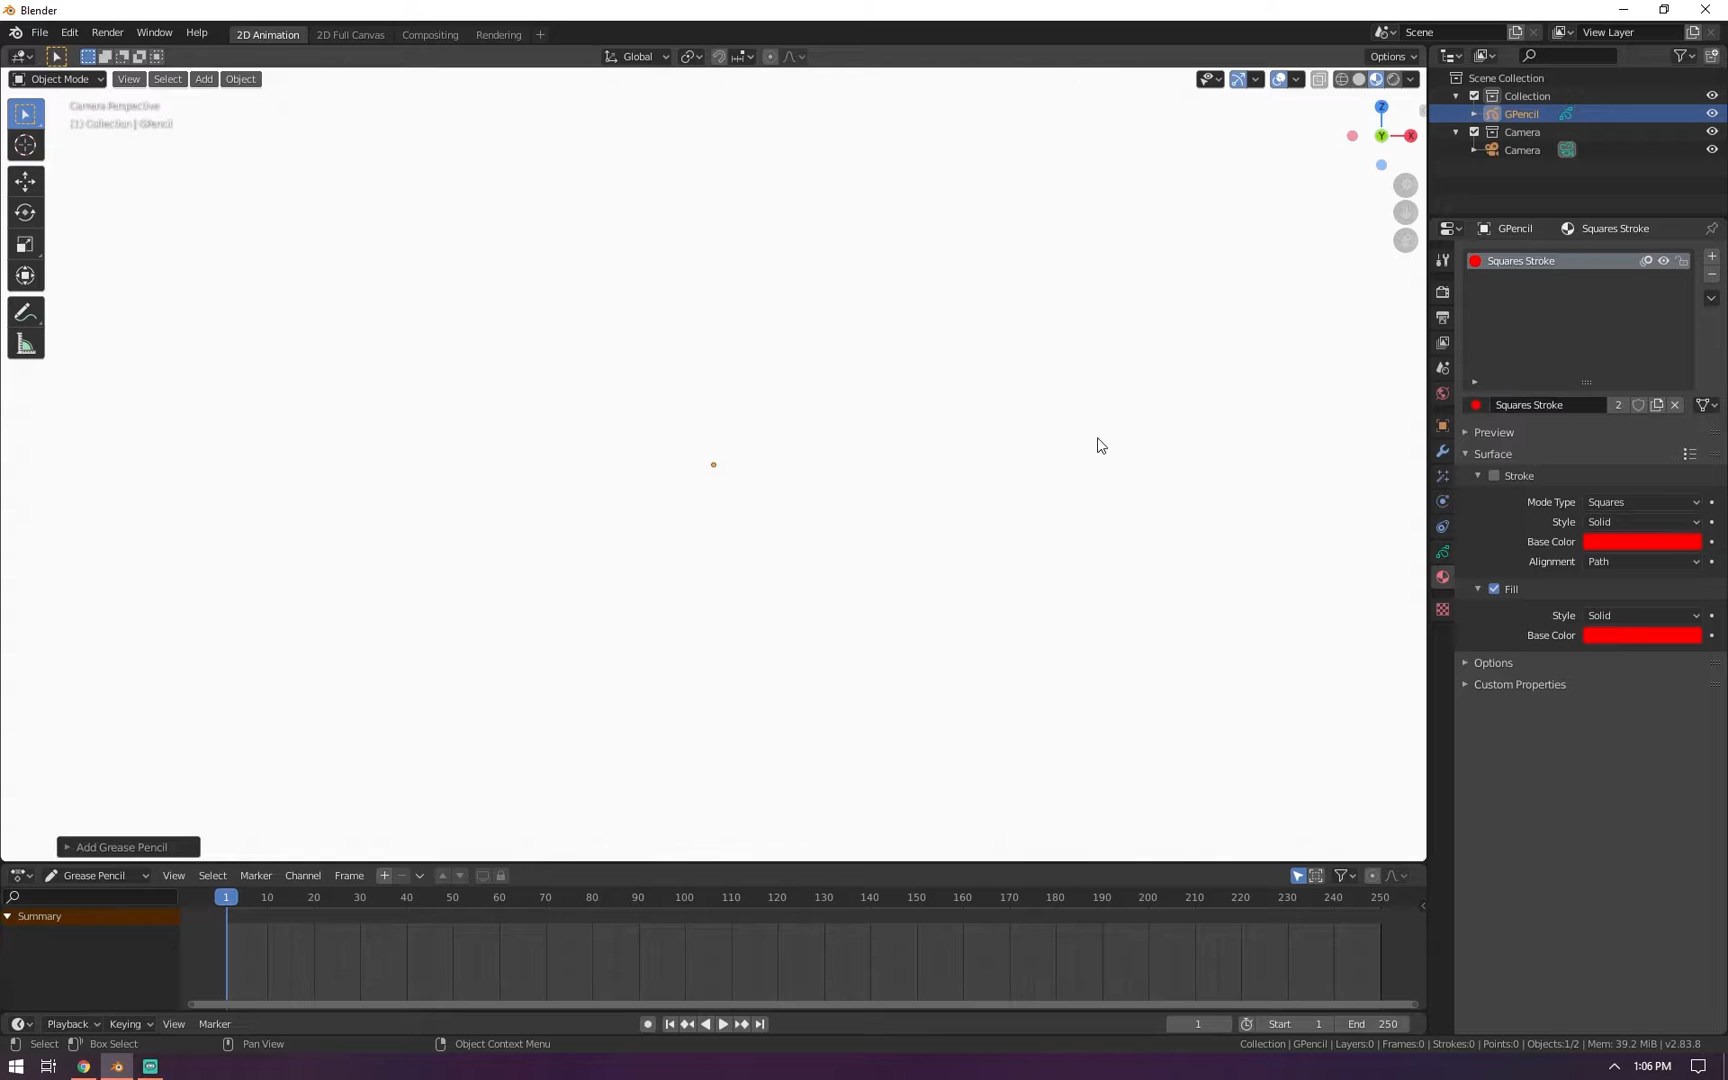 Blender
File Edit Render Window Help 2D Animation 2D Full Canvas Compositing Rendering + Scene View Layer
Global Options
Object Mode View Select Add Object
Camera Perspective
(1) Collection | GPencil
Z
Y X
Scene Collection
Collection
GPencil
Camera
Camera
GPencil Squares Stroke
Squares Stroke
Squares Stroke 2
Preview
Surface
Stroke
Mode Type Squares
Style Solid
Base Color
Alignment Path
Fill
Style Solid
Base Color
Options
Custom Properties
Add Grease Pencil
Grease Pencil View Select Marker Channel Frame
1 10 20 30 40 50 60 70 80 90 100 110 120 130 140 150 160 170 180 190 200 210 220 230 240 250
Summary
Playback Keying View Marker 1 Start 1 End 250
Select Box Select Pan View Object Context Menu Collection | GPencil | Layers:0 | Frames:0 | Strokes:0 | Points:0 | Objects:1/2 | Mem: 39.2 MiB | v2.83.8
1:06 PM